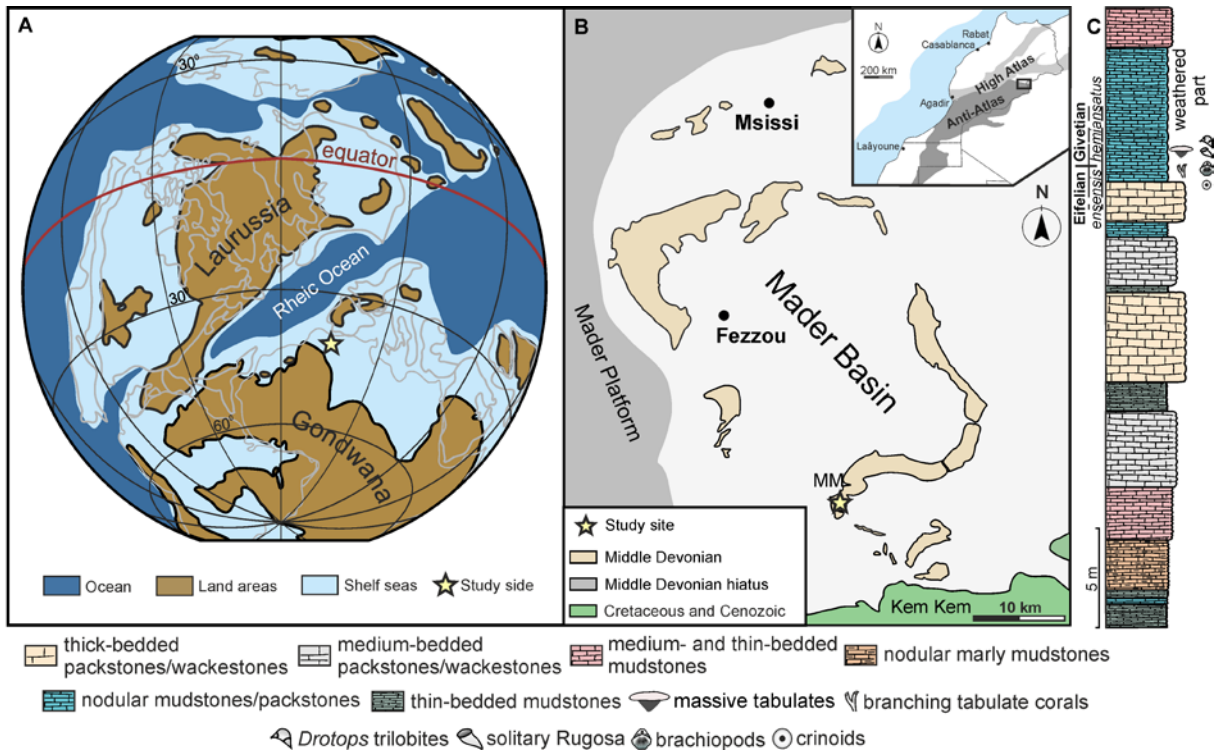 A
30°
equator
Laurussia
Rheic Ocean
30°
60°
Gondwana
Ocean
Land areas
Shelf seas
Study side
B
Msissi
Mader Basin
Fezzou
Mader Platform
MM
N
Kem Kem
10 km
Study site
Middle Devonian
Middle Devonian hiatus
Cretaceous and Cenozoic
N
200 km
Rabat
Casablanca
High Atlas
Agadir
Anti-Atlas
Laâyoune
C
weathered
part
Eifelian Givetian
ensensis hemiansatus
5 m
thick-bedded
packstones/wackestones
medium-bedded
packstones/wackestones
medium- and thin-bedded
mudstones
nodular marly mudstones
nodular mudstones/packstones
thin-bedded mudstones
massive tabulates
branching tabulate corals
Drotops trilobites
solitary Rugosa
brachiopods
crinoids